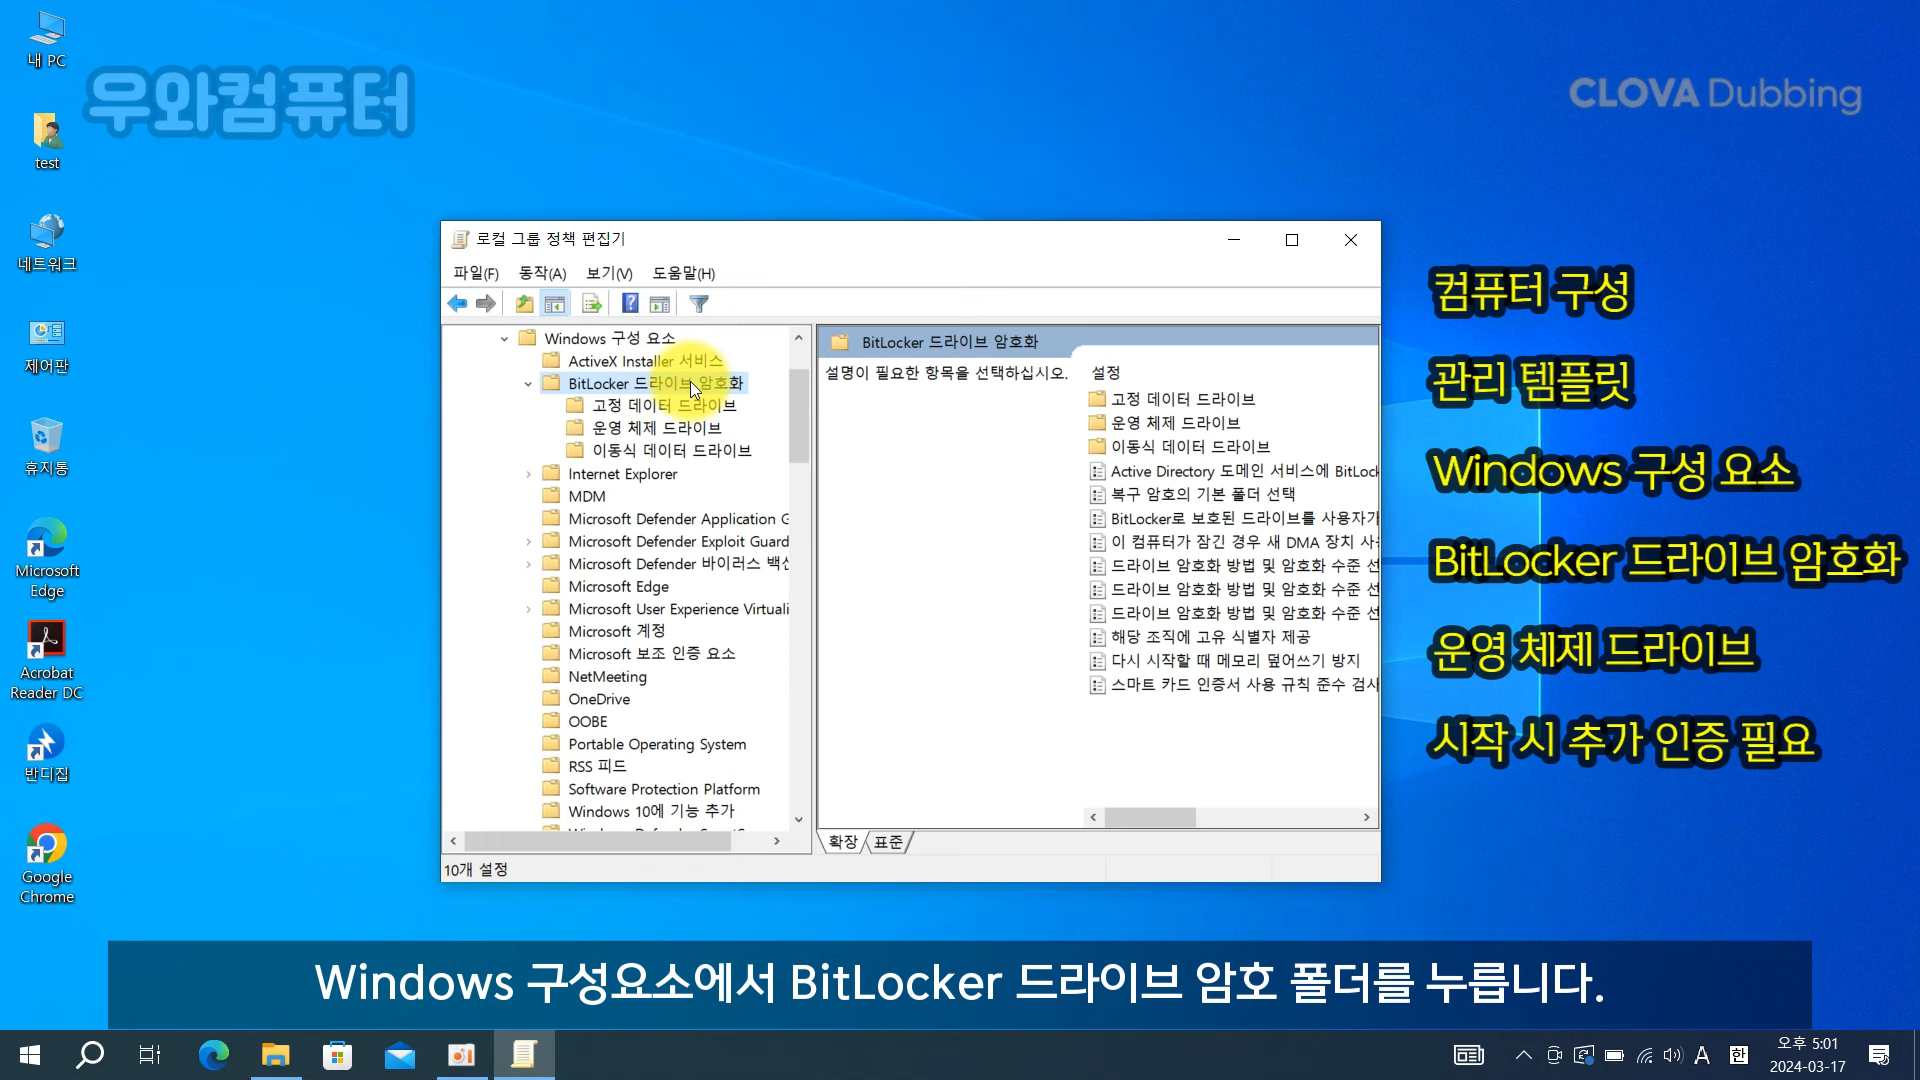 내 PC
우와컴퓨터
CLOVA Dubbing
test
네트워크
제어판
휴지통
Microsoft
Edge
Acrobat
Reader DC
반디집
Google
Chrome
로컬 그룹 정책 편집기
파일(F) 동작(A) 보기(V) 도움말(H)
Windows 구성 요소
ActiveX Installer 서비스
BitLocker 드라이브 암호화
고정 데이터 드라이브
운영 체제 드라이브
이동식 데이터 드라이브
Internet Explorer
MDM
Microsoft Defender Application G
Microsoft Defender Exploit Guard
Microsoft Defender 바이러스 백신
Microsoft Edge
Microsoft User Experience Virtuali
Microsoft 계정
Microsoft 보조 인증 요소
NetMeeting
OneDrive
OOBE
Portable Operating System
RSS 피드
Software Protection Platform
Windows 10에 기능 추가
BitLocker 드라이브 암호화
설명이 필요한 항목을 선택하십시오.
설정
고정 데이터 드라이브
운영 체제 드라이브
이동식 데이터 드라이브
Active Directory 도메인 서비스에 BitLock
복구 암호의 기본 폴더 선택
BitLocker로 보호된 드라이브를 사용자가
이 컴퓨터가 잠긴 경우 새 DMA 장치 사용
드라이브 암호화 방법 및 암호화 수준 선
드라이브 암호화 방법 및 암호화 수준 선
드라이브 암호화 방법 및 암호화 수준 선
해당 조직에 고유 식별자 제공
다시 시작할 때 메모리 덮어쓰기 방지
스마트 카드 인증서 사용 규칙 준수 검사
확장 표준
10개 설정
컴퓨터 구성
관리 템플릿
Windows 구성 요소
BitLocker 드라이브 암호화
운영 체제 드라이브
시작 시 추가 인증 필요
Windows 구성요소에서 BitLocker 드라이브 암호 폴더를 누릅니다.
A 한
오후 5:01
2024-03-17